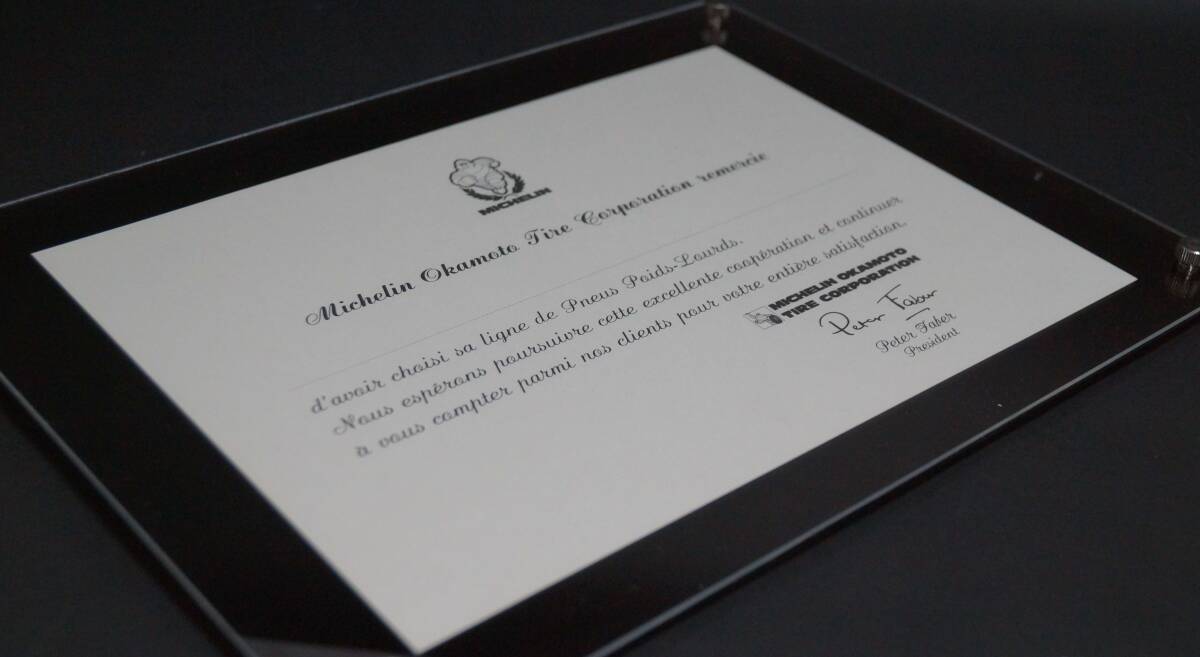 MICHELIN
Michelin Okamoto Tire Corporation remercie
d'avoir choisi sa ligne de Pneus Poids-Lourds.
Nous espérons poursuivre cette excellente coopération et continuer
à vous compter parmi nos clients pour votre entière satisfaction.
MICHELIN OKAMOTO
TIRE CORPORATION
Peter Faber
Peter Faber
President